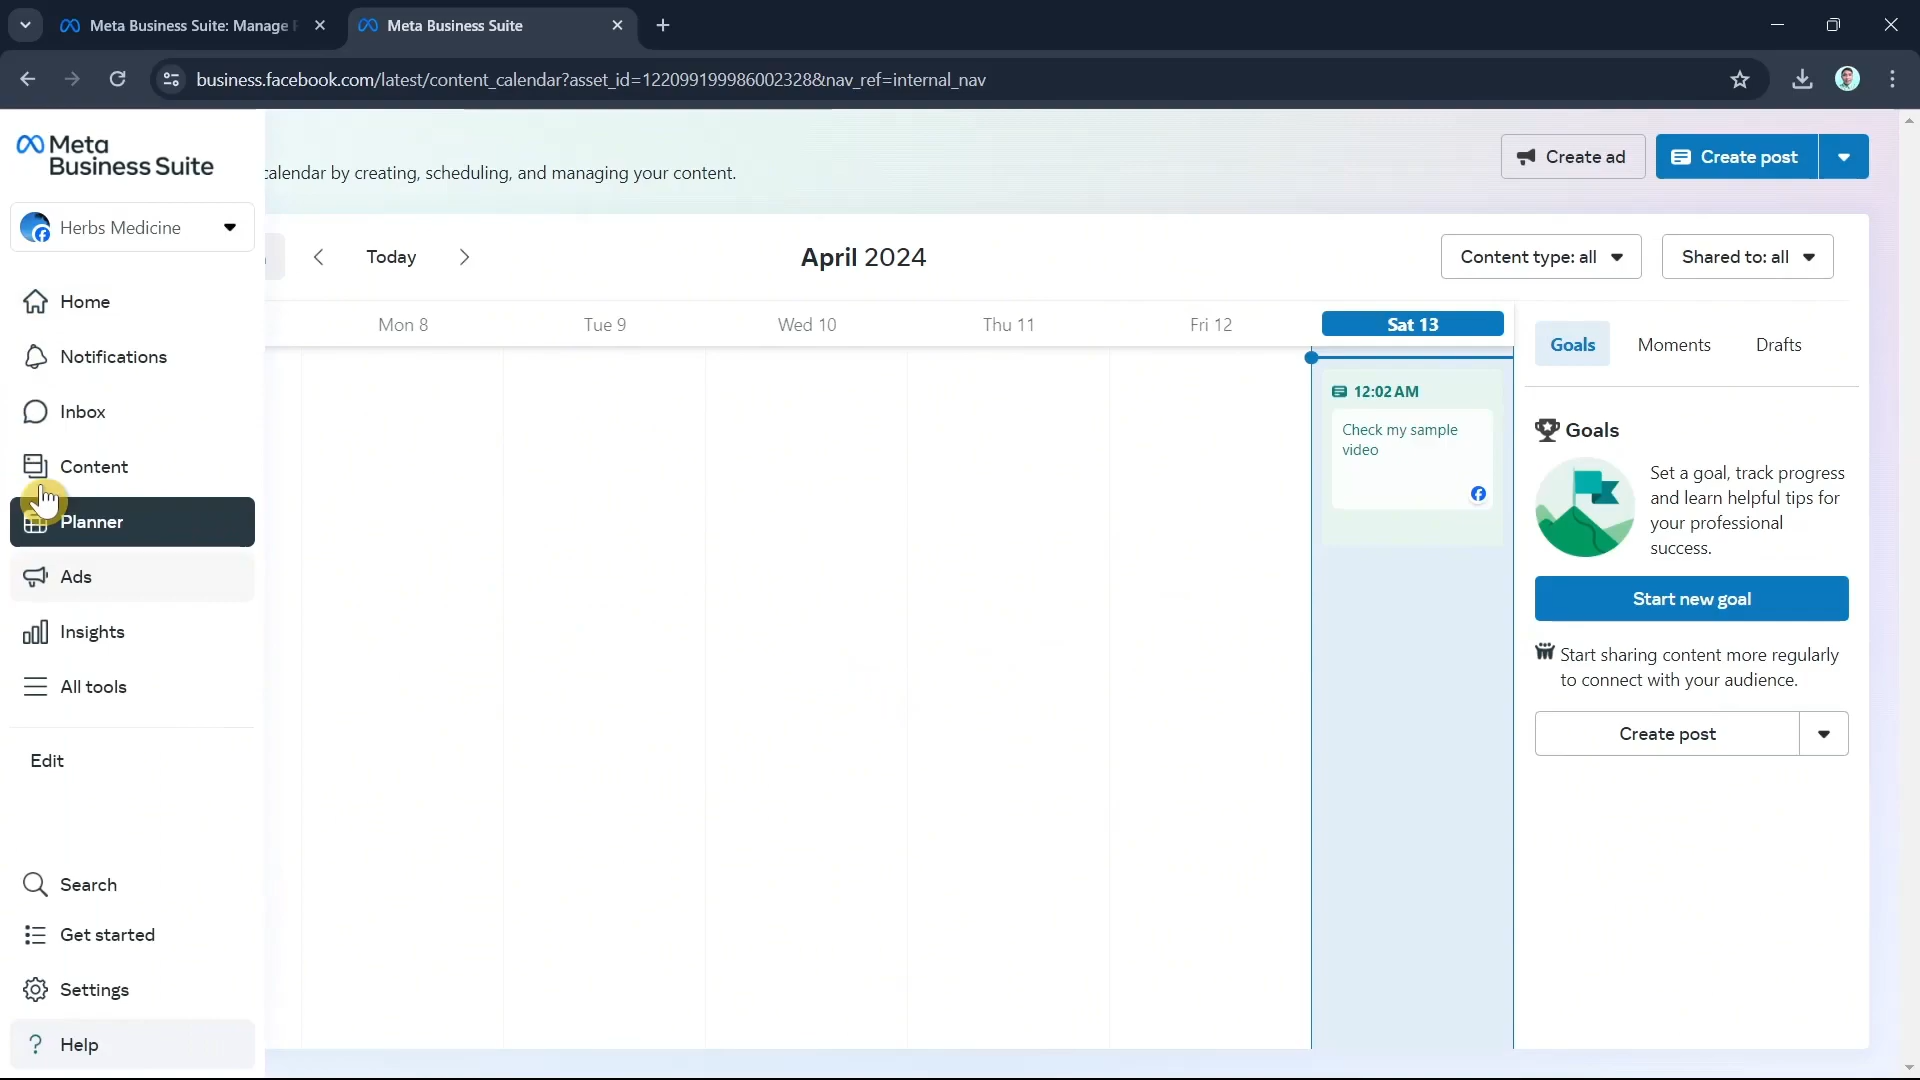 Meta Business Suite: Manage
Meta Business Suite
business.facebook.com/latest/content_calendar?asset_id=122099199986002328&nav_ref=internal_nav
Meta
Business Suite
Herbs Medicine
Home
Notifications
Inbox
Content
Planner
Ads
Insights
All tools
Edit
Search
Get started
Settings
? Help
calendar by creating, scheduling, and managing your content.
Create ad
Create post
Today
April 2024
Content type: all
Shared to: all
Mon 8
Tue 9
Wed 10
Thu 11
Fri 12
Sat 13
12:02 AM
Check my sample
video
Goals
Moments
Drafts
Goals
Set a goal, track progress
and learn helpful tips for
your professional
success.
Start new goal
Start sharing content more regularly
to connect with your audience.
Create post